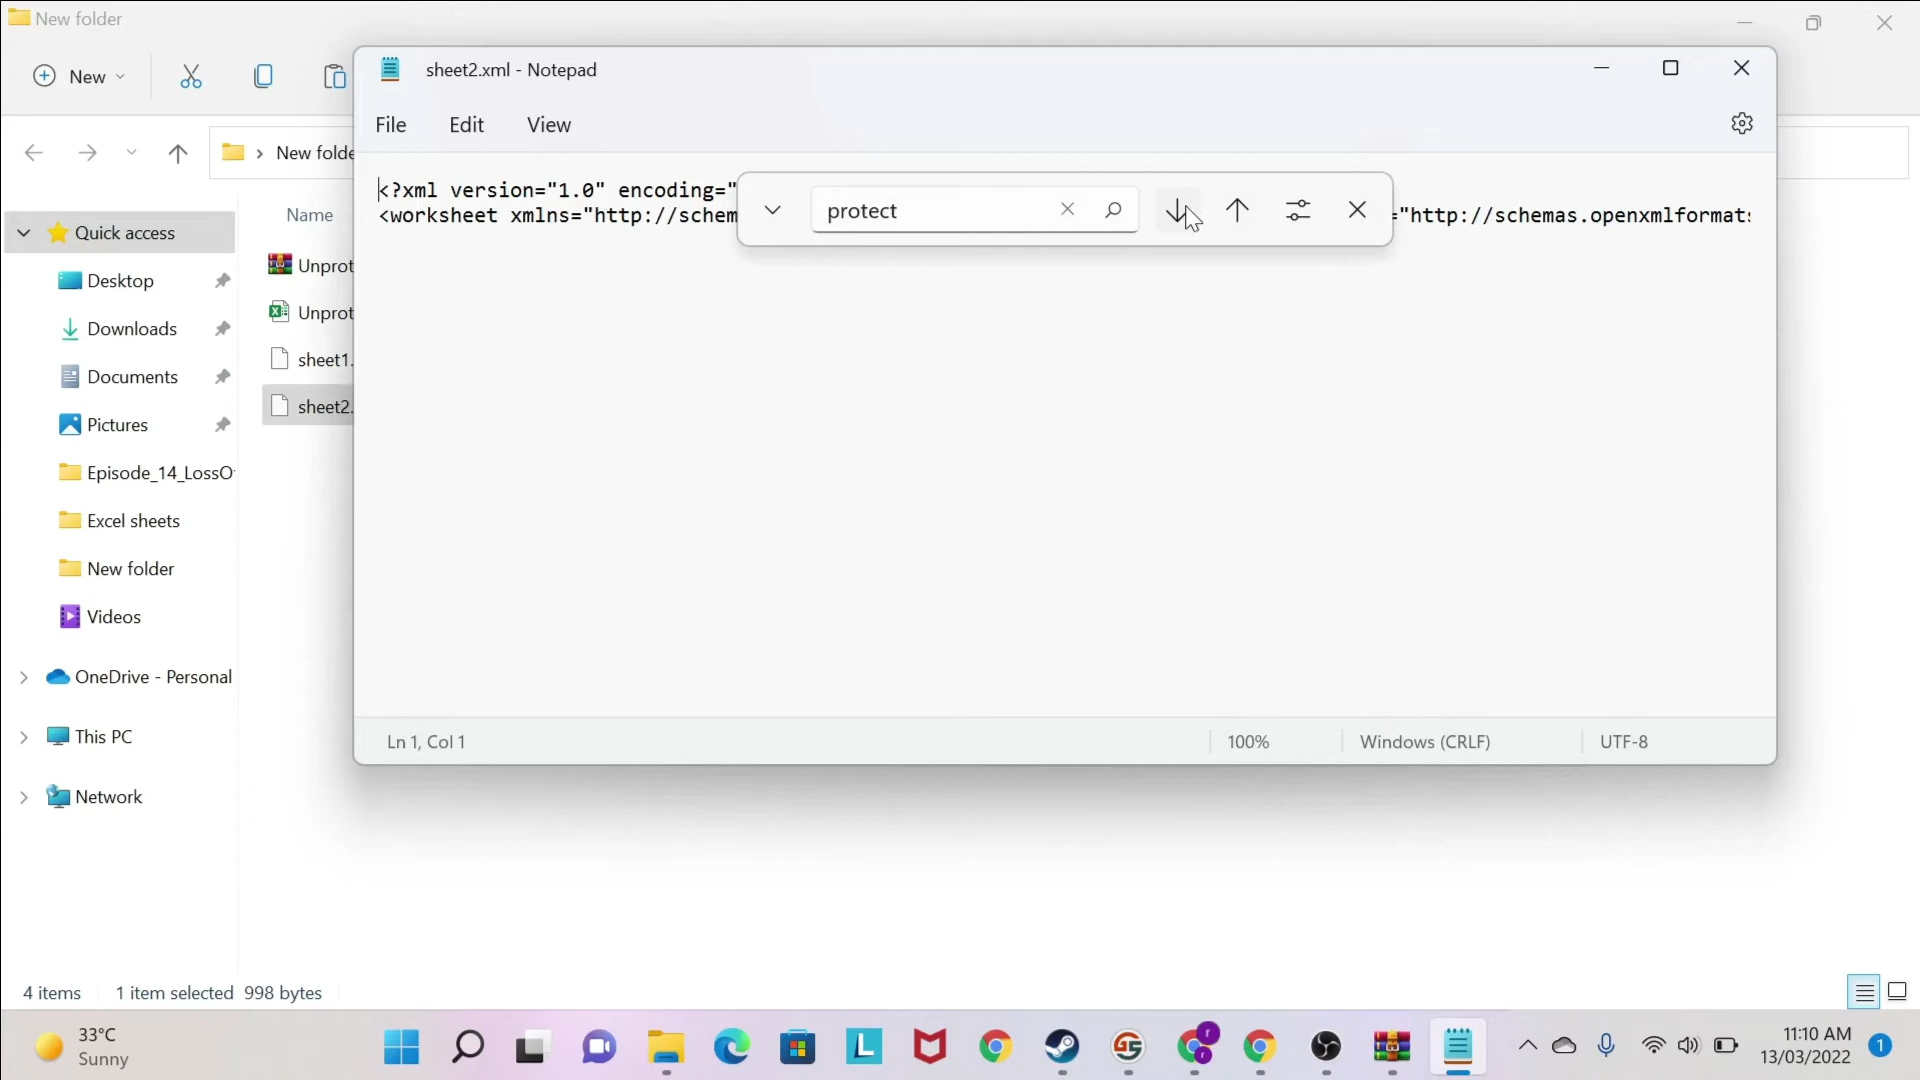 New folder
New
sheet2.xml - Notepad
File Edit View
New folde
<?xml version="1.0" encoding="
<worksheet xmlns="http://schem
protect
="http://schemas.openxmlformats
Name
Quick access
Desktop
Downloads
Documents
Pictures
Episode_14_LossO
Excel sheets
New folder
Videos
OneDrive - Personal
This PC
Network
Unprot
Unprot
sheet1.
sheet2.
Ln 1, Col 1
100%
Windows (CRLF)
UTF-8
4 items
1 item selected 998 bytes
33°C
Sunny
11:10 AM
13/03/2022
1